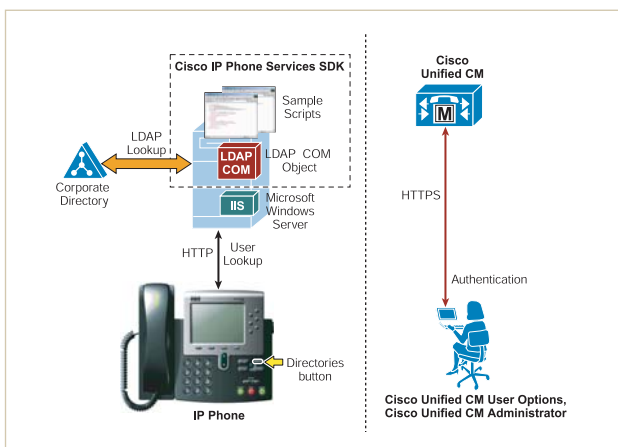 Cisco IP Phone Services SDK
Sample
Scripts
LDAP
Lookup
LDAP
COM
LDAP COM
Object
Corporate
Directory
IIS
Microsoft
Windows
Server
HTTP
User
Lookup
Directories
button
IP Phone
Cisco
Unified CM
M
HTTPS
Authentication
Cisco Unified CM User Options,
Cisco Unified CM Administrator